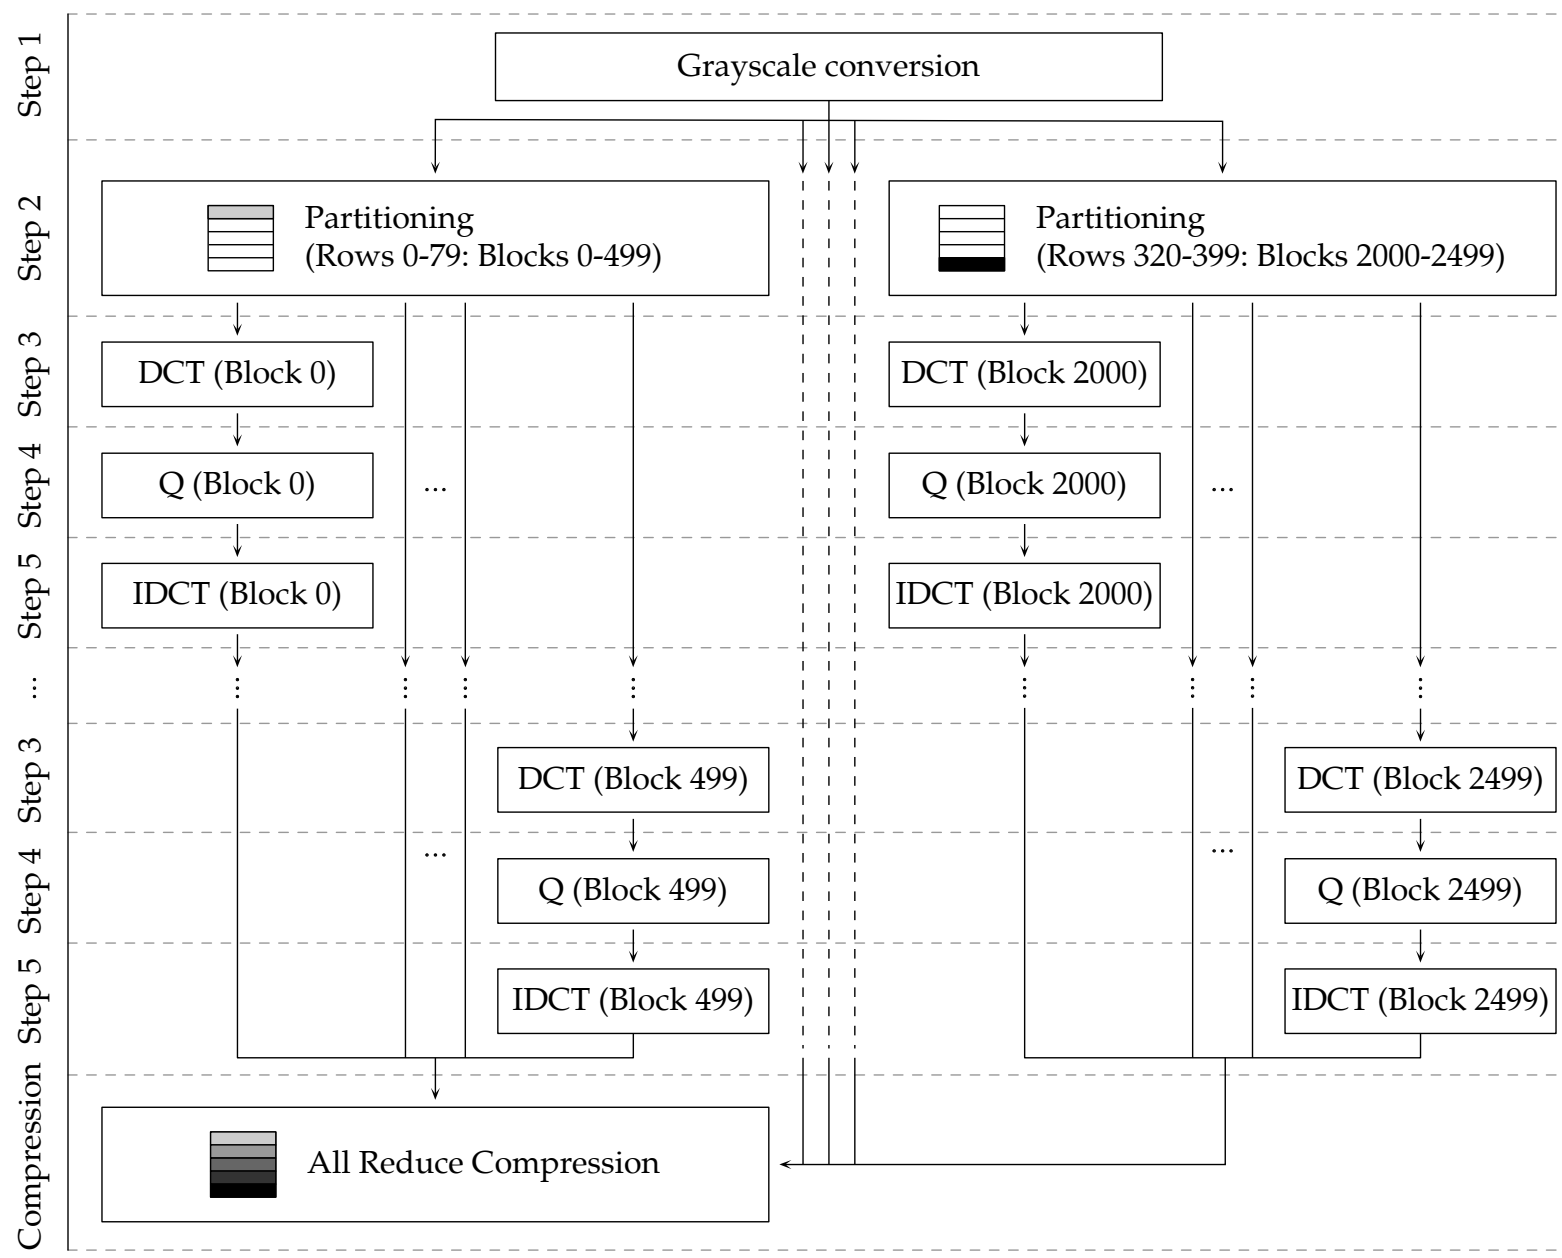 Step 1
Grayscale conversion
Step 2
Partitioning
(Rows 0-79: Blocks 0-499)
Partitioning
(Rows 320-399: Blocks 2000-2499)
Step 3
DCT (Block 0)
DCT (Block 2000)
Step 4
Q (Block 0)
...
Q (Block 2000)
...
Step 5
IDCT (Block 0)
IDCT (Block 2000)
...
Step 3
DCT (Block 499)
DCT (Block 2499)
Step 4
...
Q (Block 499)
...
Q (Block 2499)
Step 5
IDCT (Block 499)
IDCT (Block 2499)
Compression
All Reduce Compression